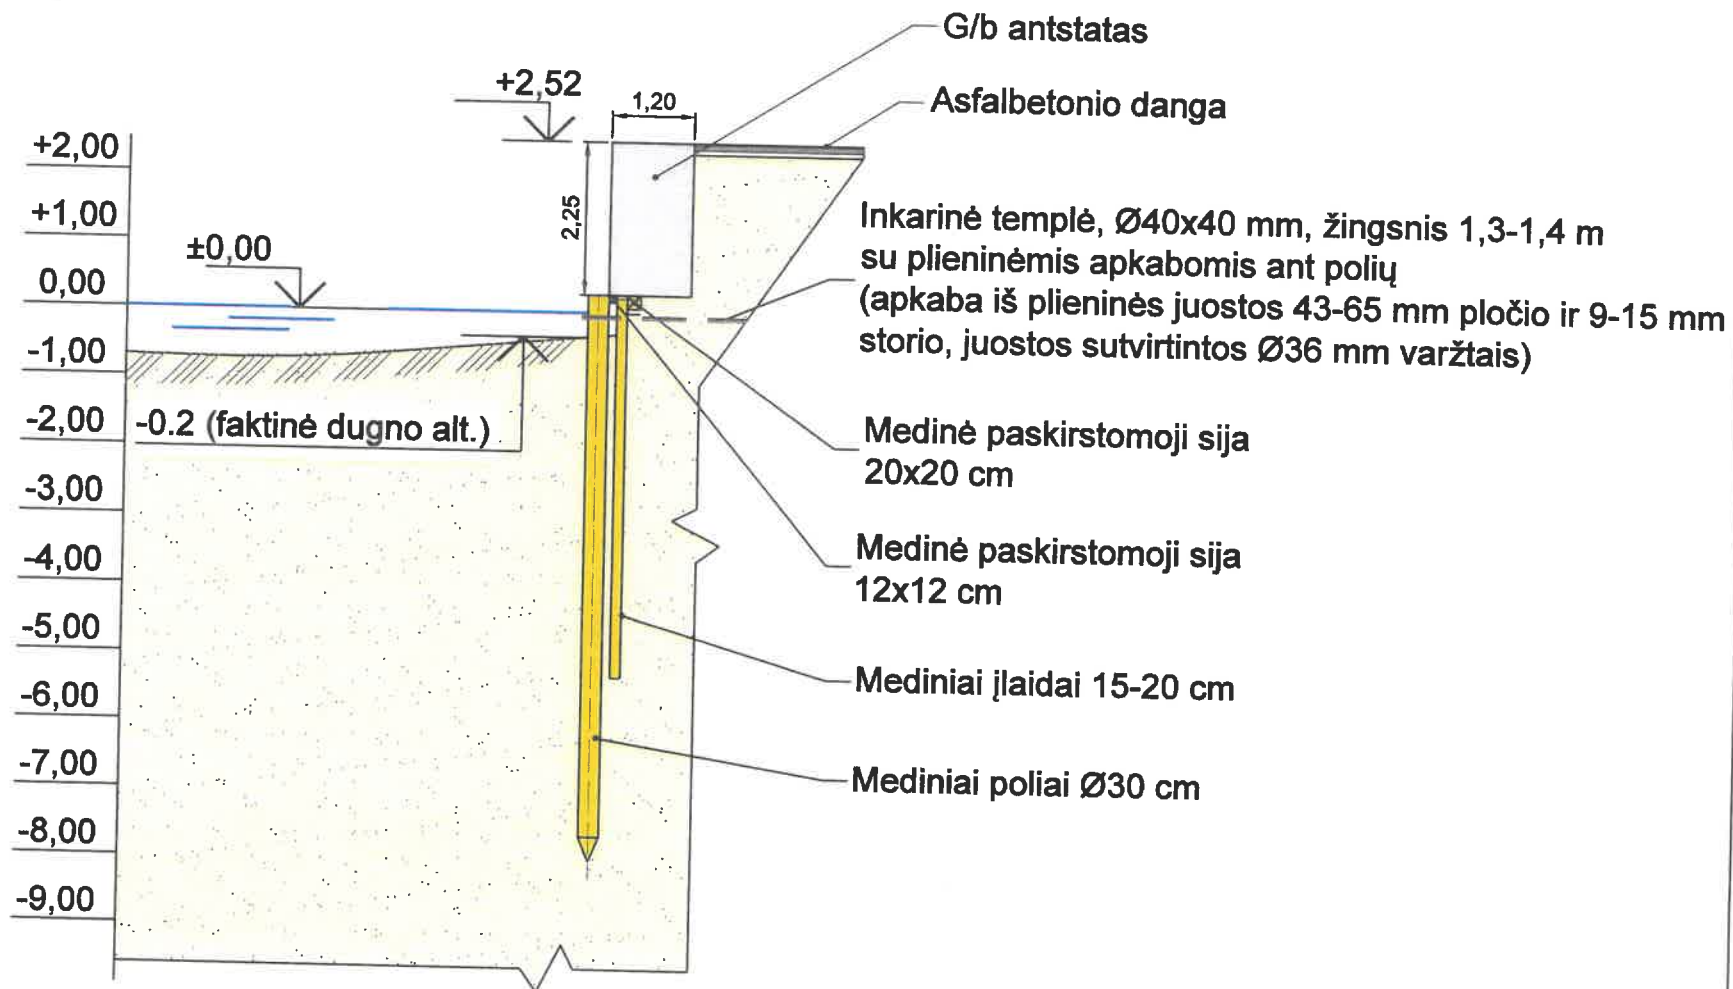 G/b antstatas
+2,52
1,20
Asfalbetonio danga
+2,00
+1,00
2,25
Inkarinė templė, Ø40x40 mm, žingsnis 1,3-1,4 m
su plieninėmis apkabomis ant polių
(apkaba iš plieninės juostos 43-65 mm pločio ir 9-15 mm
storio, juostos sutvirtintos Ø36 mm varžtais)
±0,00
0,00
-1,00
-2,00
-0.2 (faktinė dugno alt.)
Medinė paskirstomoji sija
20x20 cm
-3,00
-4,00
Medinė paskirstomoji sija
12x12 cm
-5,00
-6,00
Mediniai įlaidai 15-20 cm
-7,00
Mediniai poliai Ø30 cm
-8,00
-9,00